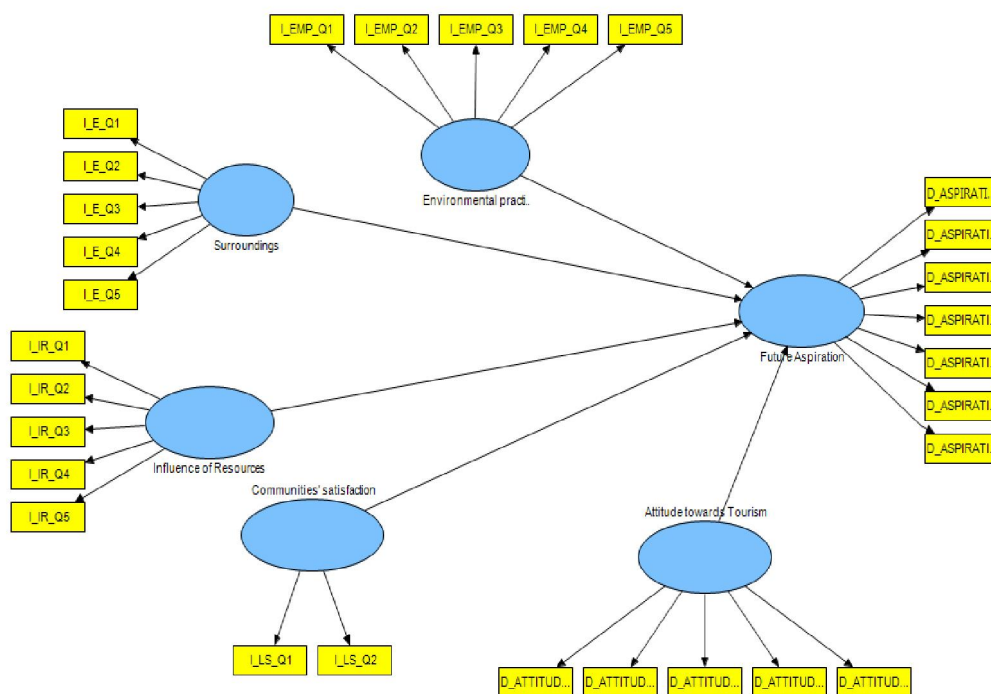 I_EMP_Q1
I_EMP_Q2
I_EMP_Q3
I_EMP_Q4
I_EMP_Q5
Environmental practi..
I_E_Q1
I_E_Q2
I_E_Q3
I_E_Q4
I_E_Q5
Surroundings
D_ASPIRATI..
D_ASPIRATI..
D_ASPIRATI..
D_ASPIRATI..
D_ASPIRATI..
D_ASPIRATI..
D_ASPIRATI..
Future Aspiration
I_IR_Q1
I_IR_Q2
I_IR_Q3
I_IR_Q4
I_IR_Q5
Influence of Resources
Communities' satisfaction
I_LS_Q1
I_LS_Q2
Attitude towards Tourism
D_ATTITUD...
D_ATTITUD...
D_ATTITUD...
D_ATTITUD...
D_ATTITUD...